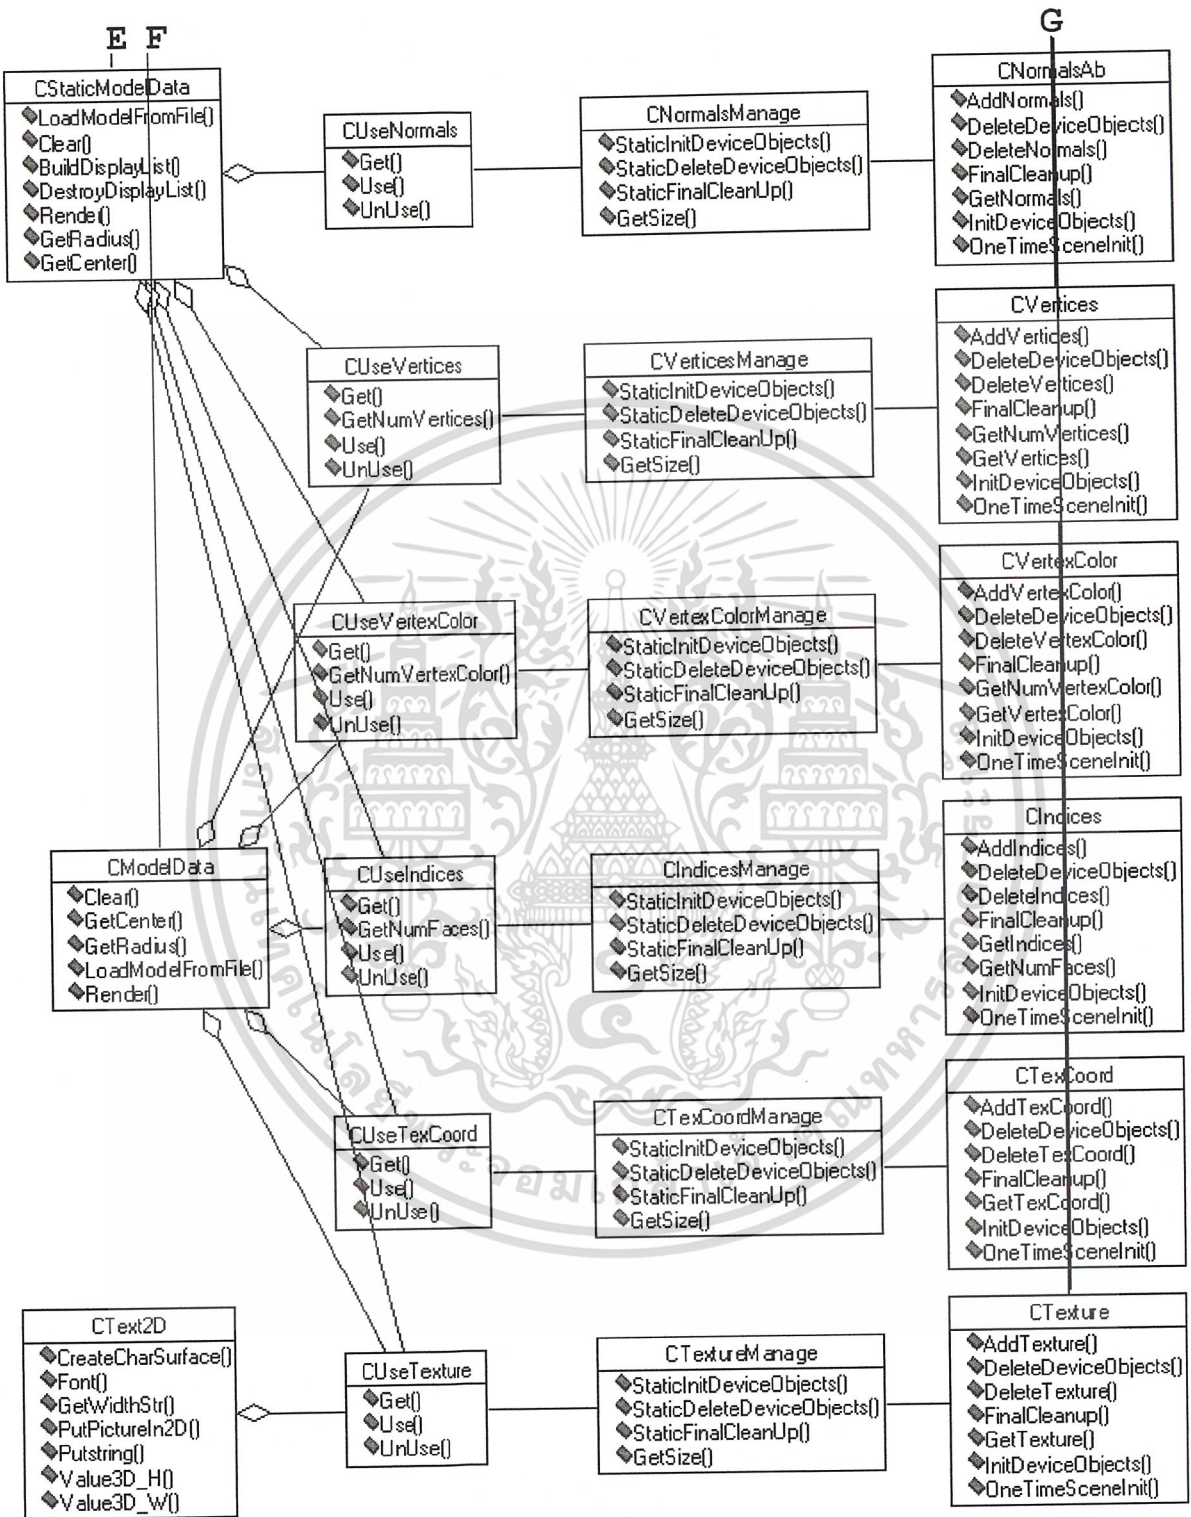 E F
G
CStaticModelData
LoadModelFromFile()
Clear()
BuildDisplayList()
DestroyDisplayList()
Render()
GetRadius()
GetCenter()
CUseNormals
Get()
Use()
UnUse()
CNormalsManage
StaticInitDeviceObjects()
StaticDeleteDeviceObjects()
StaticFinalCleanUp()
GetSize()
CNormalsAb
AddNormals()
DeleteDeviceObjects()
DeleteNormals()
FinalCleanup()
GetNormals()
InitDeviceObjects()
OneTimeSceneInit()
CUseVertices
Get()
GetNumVertices()
Use()
UnUse()
CVerticesManage
StaticInitDeviceObjects()
StaticDeleteDeviceObjects()
StaticFinalCleanUp()
GetSize()
CVertices
AddVertices()
DeleteDeviceObjects()
DeleteVertices()
FinalCleanup()
GetNumVertices()
GetVertices()
InitDeviceObjects()
OneTimeSceneInit()
CUseVertexColor
Get()
GetNumVertexColor()
Use()
UnUse()
CVertexColorManage
StaticInitDeviceObjects()
StaticDeleteDeviceObjects()
StaticFinalCleanUp()
GetSize()
CVertexColor
AddVertexColor()
DeleteDeviceObjects()
DeleteVertexColor()
FinalCleanup()
GetNumVertexColor()
GetVertexColor()
InitDeviceObjects()
OneTimeSceneInit()
CModelData
Clear()
GetCenter()
GetRadius()
LoadModelFromFile()
Render()
CUseIndices
Get()
GetNumFaces()
Use()
UnUse()
CIndicesManage
StaticInitDeviceObjects()
StaticDeleteDeviceObjects()
StaticFinalCleanUp()
GetSize()
CIndices
AddIndices()
DeleteDeviceObjects()
DeleteIndices()
FinalCleanup()
GetIndices()
GetNumFaces()
InitDeviceObjects()
OneTimeSceneInit()
CUseTexCoord
Get()
Use()
UnUse()
CTexCoordManage
StaticInitDeviceObjects()
StaticDeleteDeviceObjects()
StaticFinalCleanUp()
GetSize()
CTexCoord
AddTexCoord()
DeleteDeviceObjects()
DeleteTexCoord()
FinalCleanup()
GetTexCoord()
InitDeviceObjects()
OneTimeSceneInit()
CText2D
CreateCharSurface()
Font()
GetWidthStr()
PutPictureIn2D()
Putstring()
Value3D_H()
Value3D_W()
CUseTexture
Get()
Use()
UnUse()
CTextureManage
StaticInitDeviceObjects()
StaticDeleteDeviceObjects()
StaticFinalCleanUp()
GetSize()
CTexture
AddTexture()
DeleteDeviceObjects()
DeleteTexture()
FinalCleanup()
GetTexture()
InitDeviceObjects()
OneTimeSceneInit()